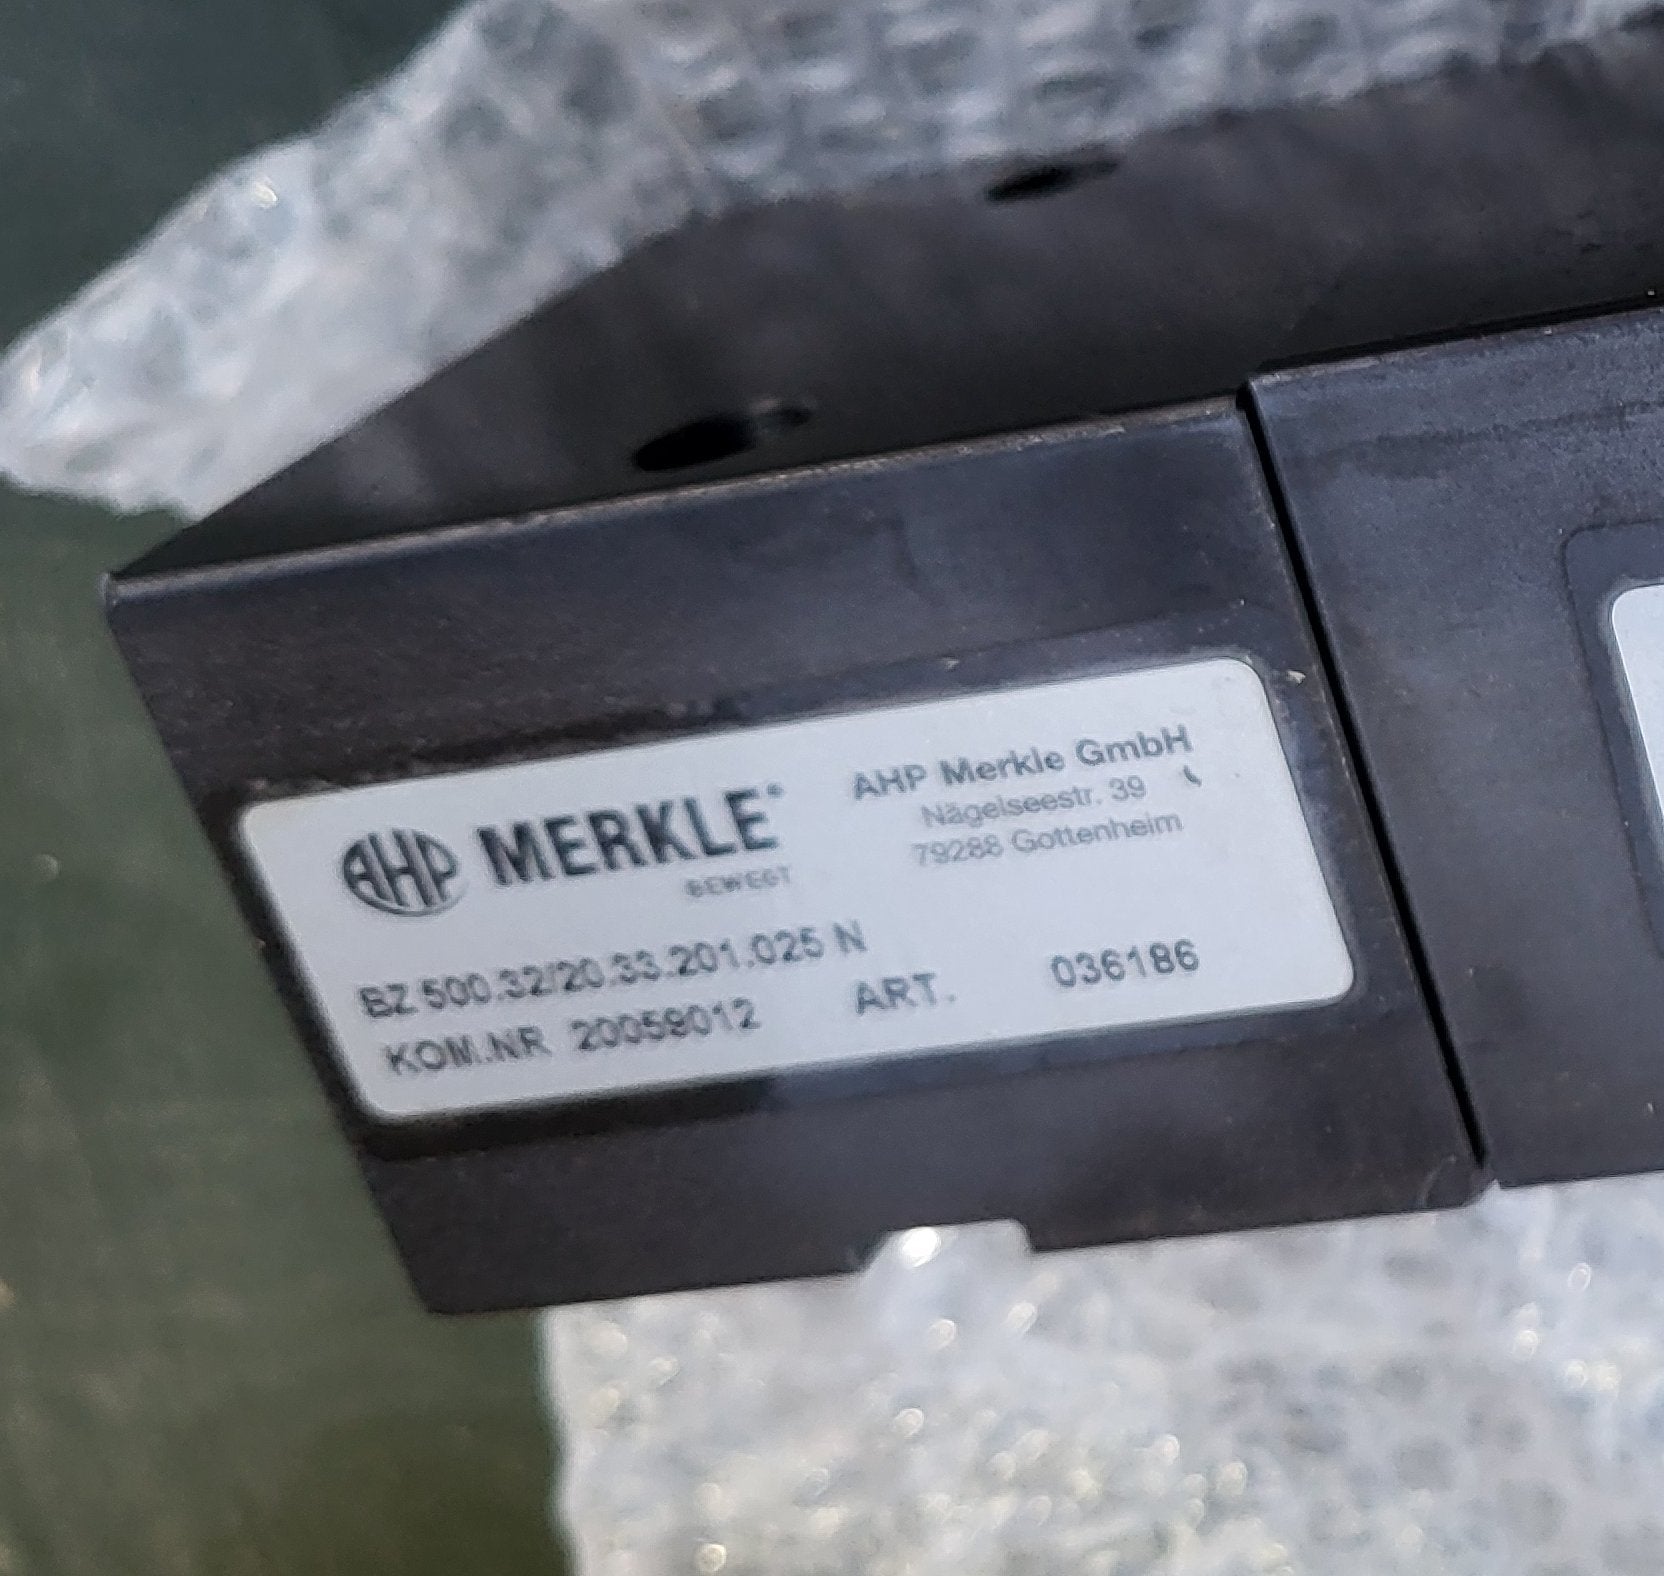 AHP MERKLE®
BEWEGT
AHP Merkle GmbH
Nägelseestr. 39
79288 Gottenheim
BZ 500.32/20.33.201.025 N
KOM.NR 20059012 ART. 036186